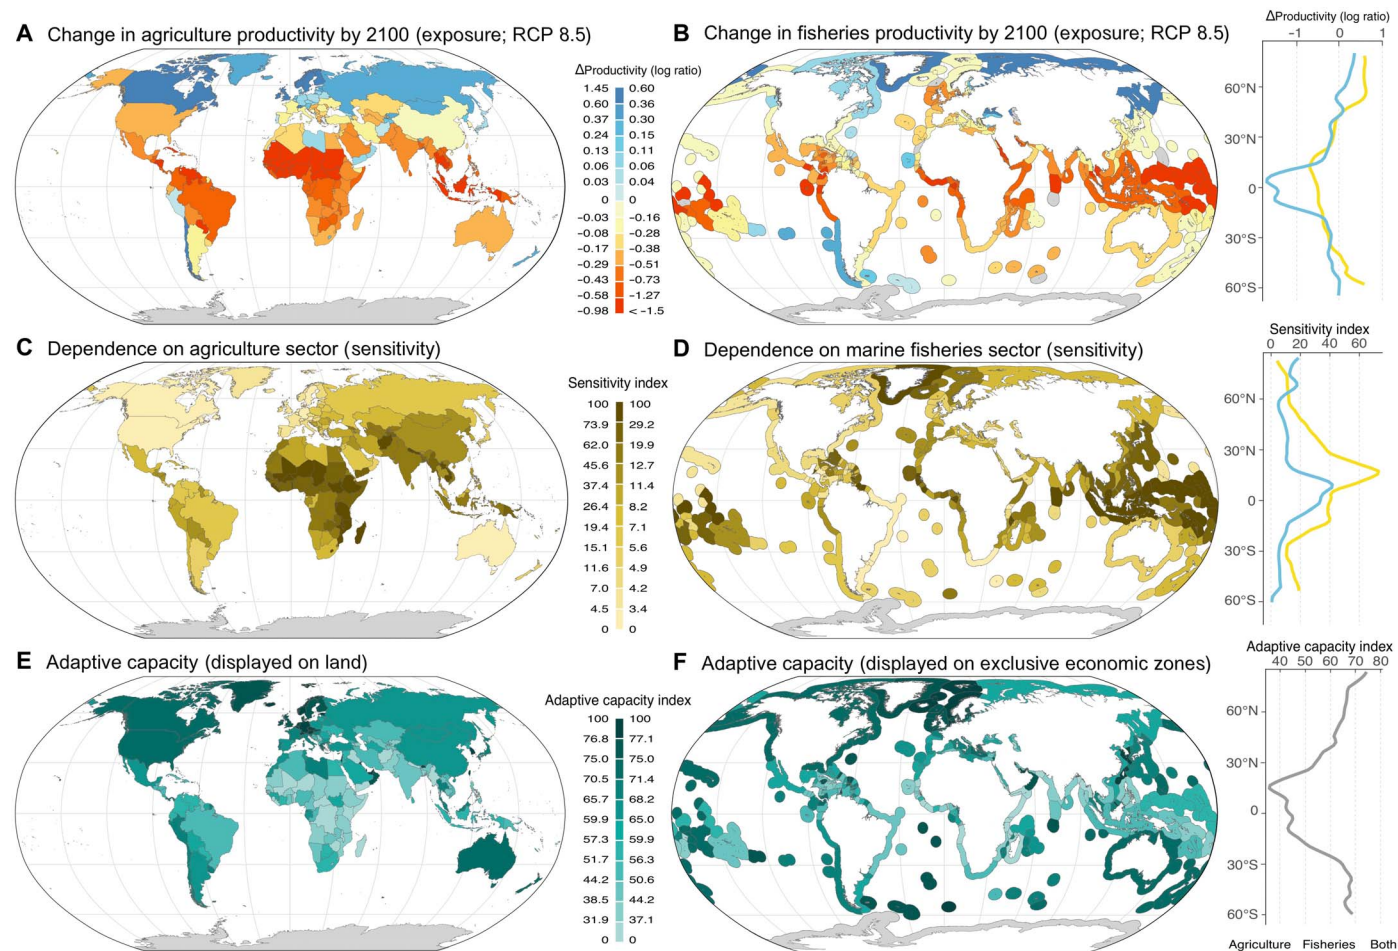 A Change in agriculture productivity by 2100 (exposure; RCP 8.5)
ΔProductivity (log ratio)
1.45 0.60
0.60 0.36
0.37 0.30
0.24 0.15
0.13 0.11
0.06 0.06
0.03 0.04
0 0
−0.03 −0.16
−0.08 −0.28
−0.17 −0.38
−0.29 −0.51
−0.43 −0.73
−0.58 −1.27
−0.98 < −1.5
B Change in fisheries productivity by 2100 (exposure; RCP 8.5)
ΔProductivity (log ratio)
−1 0 1
60°N
30°N
0
30°S
60°S
C Dependence on agriculture sector (sensitivity)
Sensitivity index
100 100
73.9 29.2
62.0 19.9
45.6 12.7
37.4 11.4
26.4 8.2
19.4 7.1
15.1 5.6
11.6 4.9
7.0 4.2
4.5 3.4
0 0
D Dependence on marine fisheries sector (sensitivity)
Sensitivity index
0 20 40 60
60°N
30°N
0
30°S
60°S
E Adaptive capacity (displayed on land)
Adaptive capacity index
100 100
76.8 77.1
75.0 75.0
70.5 71.4
65.7 68.2
59.9 65.0
57.3 59.9
51.7 56.3
44.2 50.6
38.5 44.2
31.9 37.1
0 0
F Adaptive capacity (displayed on exclusive economic zones)
Adaptive capacity index
40 50 60 70 80
60°N
30°N
0
30°S
60°S
Agriculture Fisheries Both